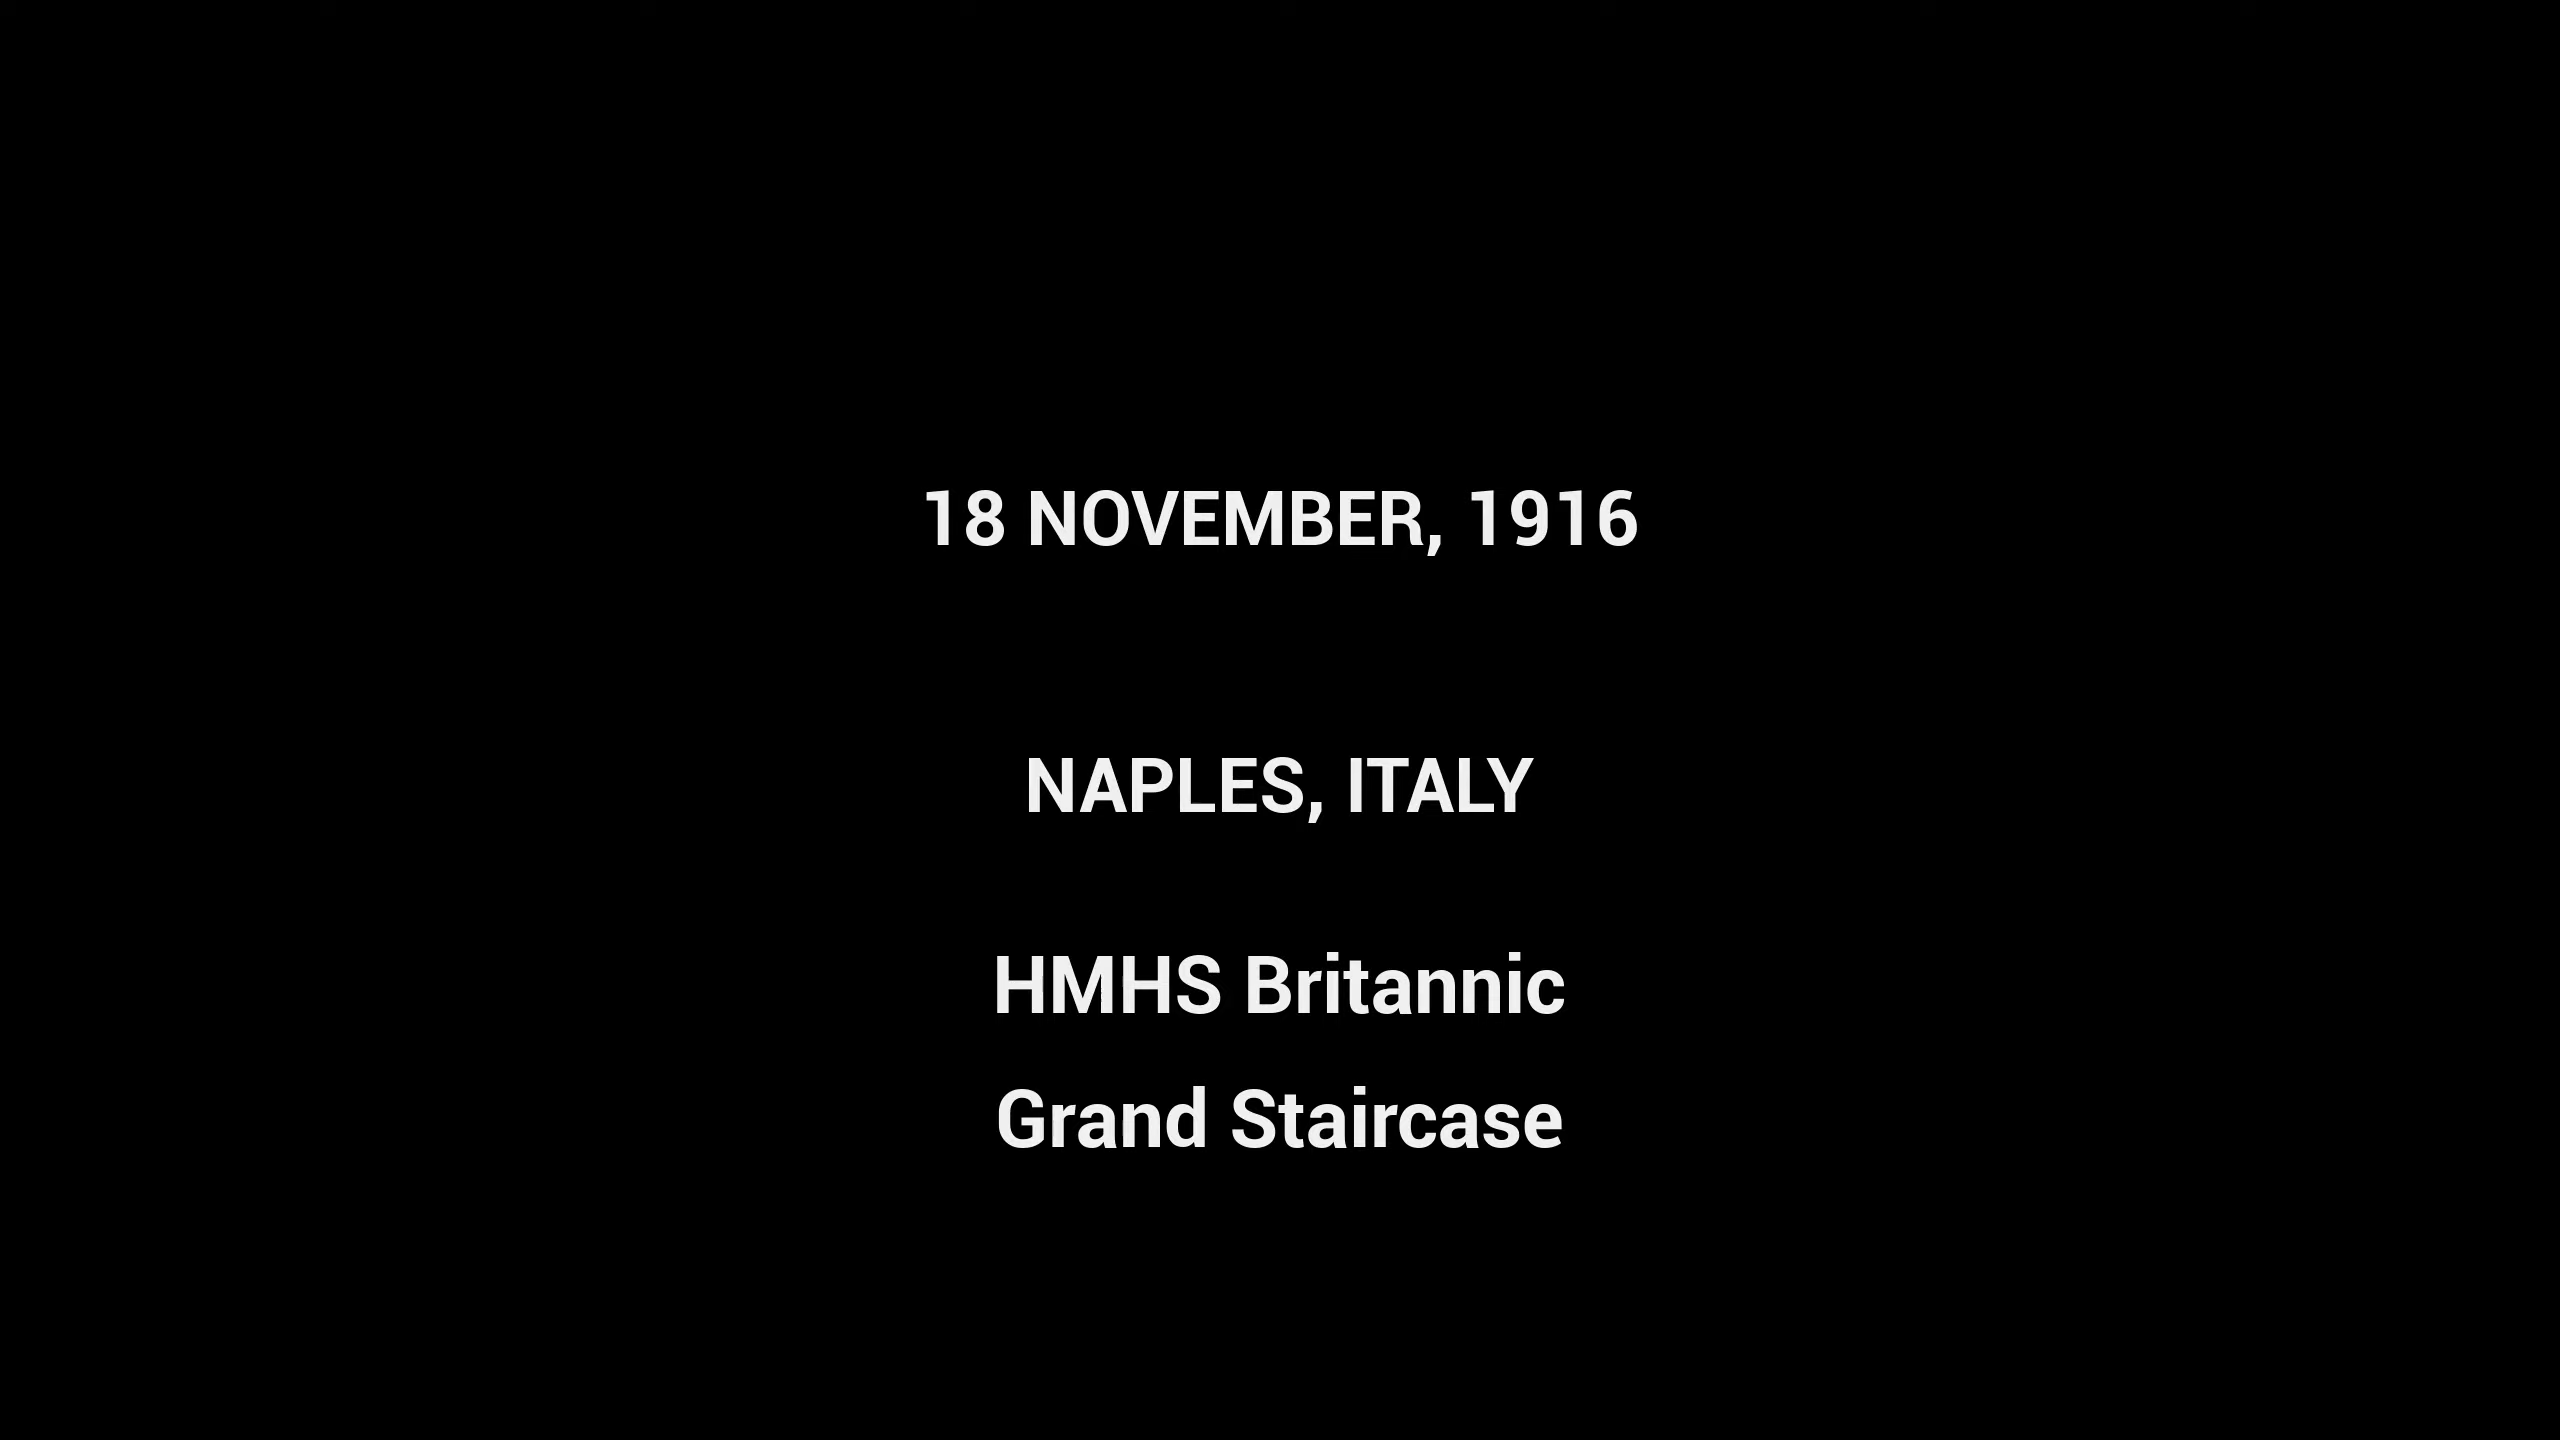 18 NOVEMBER, 1916
NAPLES, ITALY
HMHS Britannic
Grand Staircase